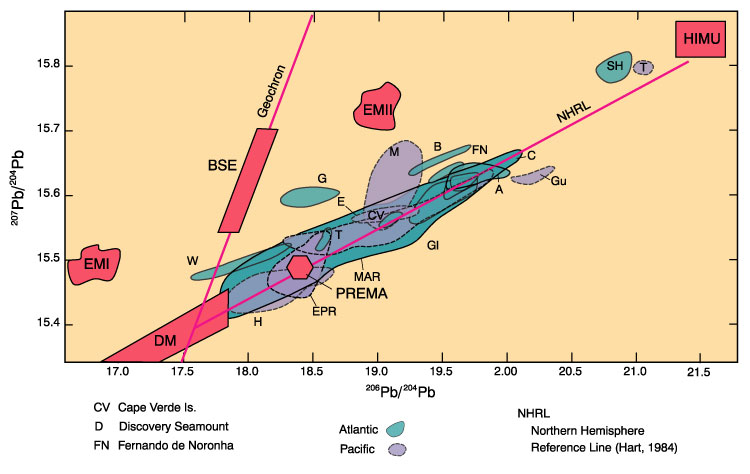 HIMU
15.8
SH
T
Geochron
EMII
NHRL
15.7
BSE
M
B
FN
C
207Pb/204Pb
G
Gu
15.6
E
A
CV
T
GI
W
15.5
EMI
MAR
PREMA
EPR
H
15.4
DM
17.0
17.5
18.0
18.5
19.0
19.5
2.00
20.5
21.0
21.5
206Pb/204Pb
CV Cape Verde Is.
D Discovery Seamount
FN Fernando de Noronha
Atlantic
Pacific
NHRL
Northern Hemisphere
Reference Line (Hart, 1984)